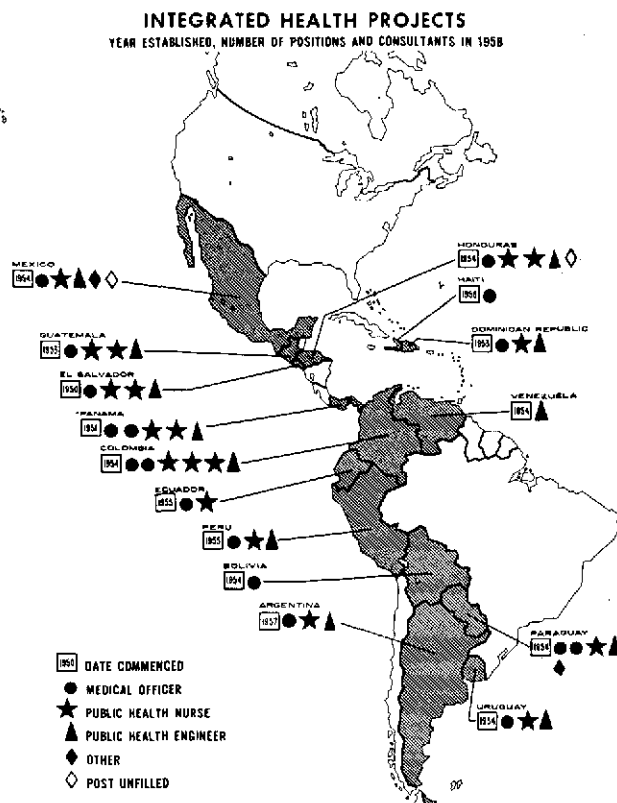 INTEGRATED HEALTH PROJECTS
YEAR ESTABLISHED, NUMBER OF POSITIONS AND CONSULTANTS IN 1958
MEXICO
1954
HONDURAS
1954
HAITI
DOMINICAN REPUBLIC
1953
GUATEMALA
EL SALVADOR
1950
VENEZUELA
1954
PANAMA
1951
COLOMBIA
1954
ECUADOR
1955
PERU
1955
BOLIVIA
1954
ARGENTINA
1957
PARAGUAY
1954
URUGUAY
1954
1950 DATE COMMENCED
MEDICAL OFFICER
PUBLIC HEALTH NURSE
PUBLIC HEALTH ENGINEER
OTHER
POST UNFILLED